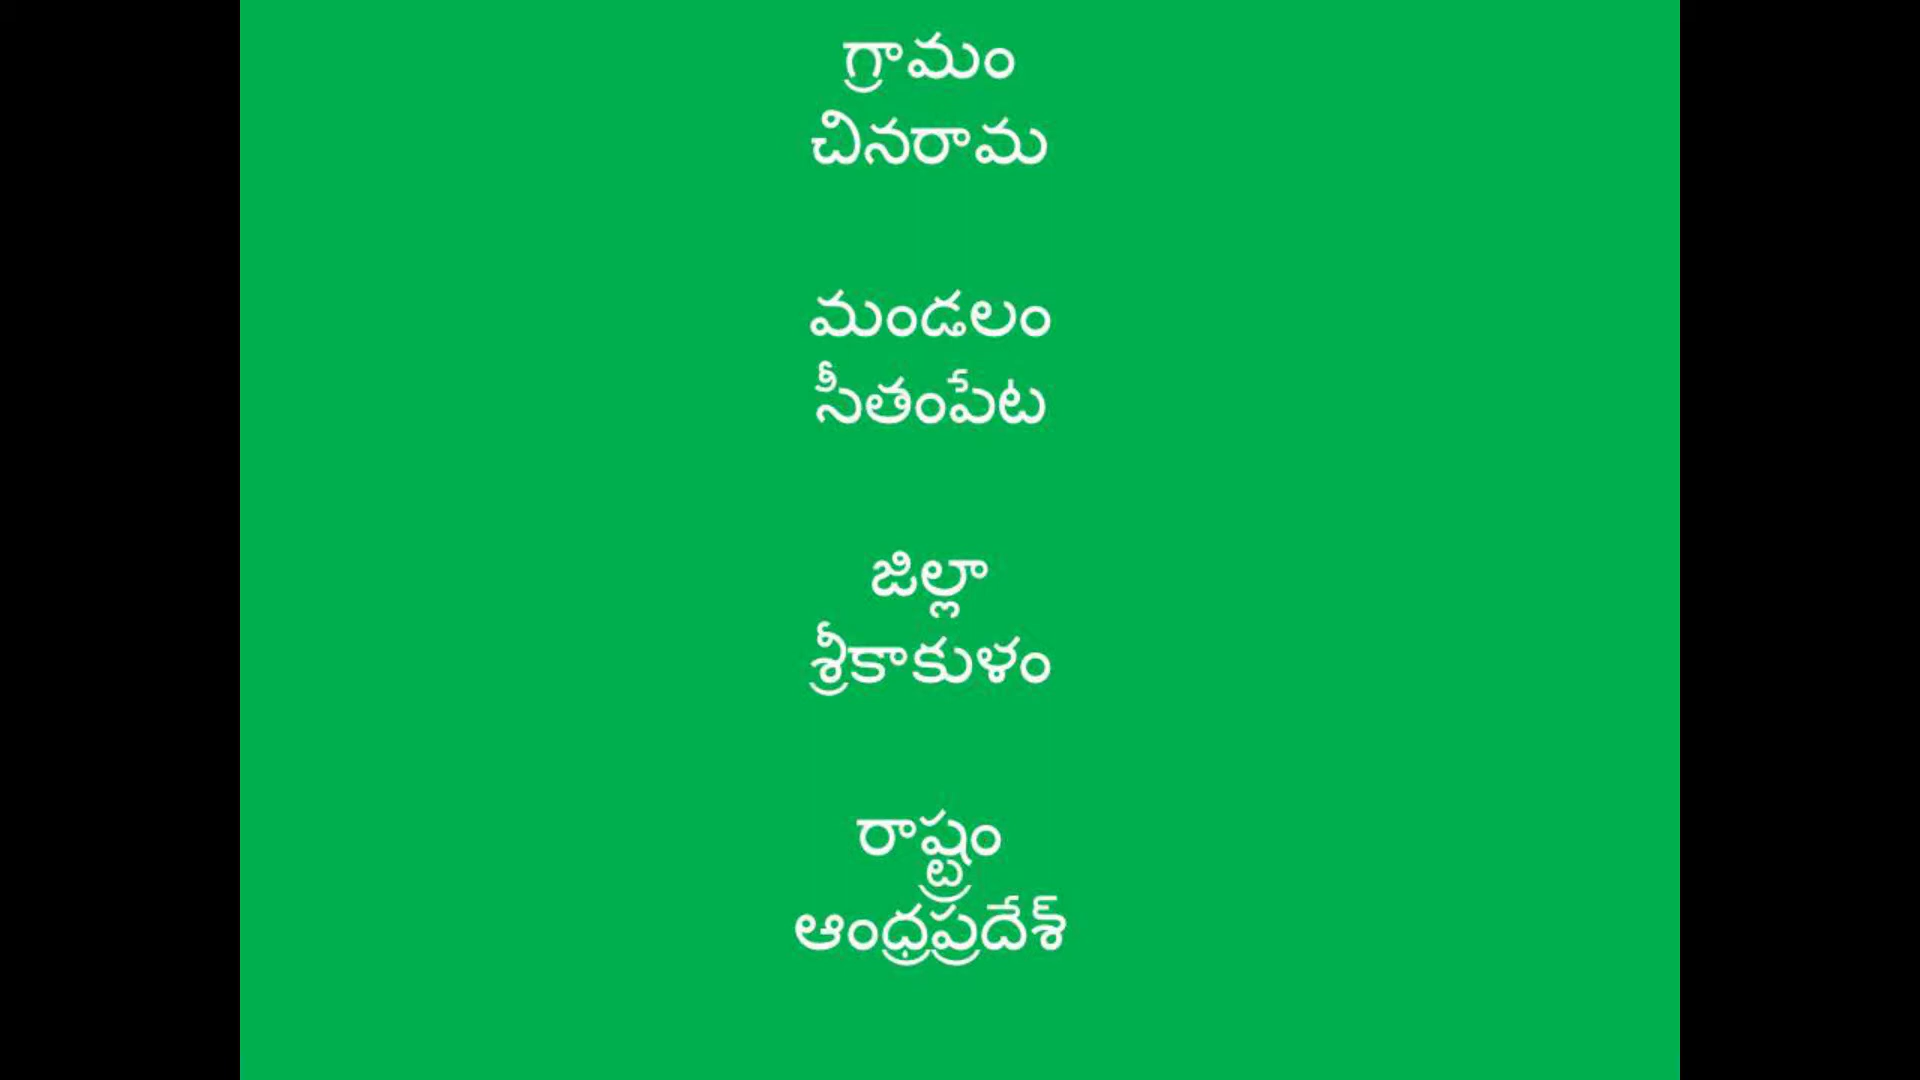 గ్రామం
చినరామ
మండలం
సీతంపేట
జిల్లా
శ్రీకాకుళం
రాష్ట్రం
ఆంధ్రప్రదేశ్